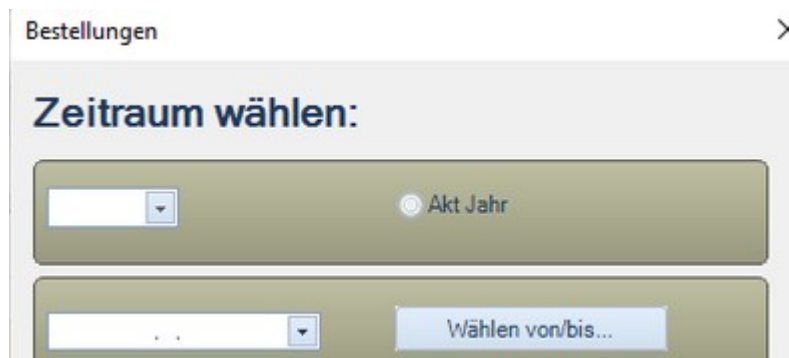 Bestellungen
Zeitraum wählen:
Akt Jahr
. . Wählen von/bis...